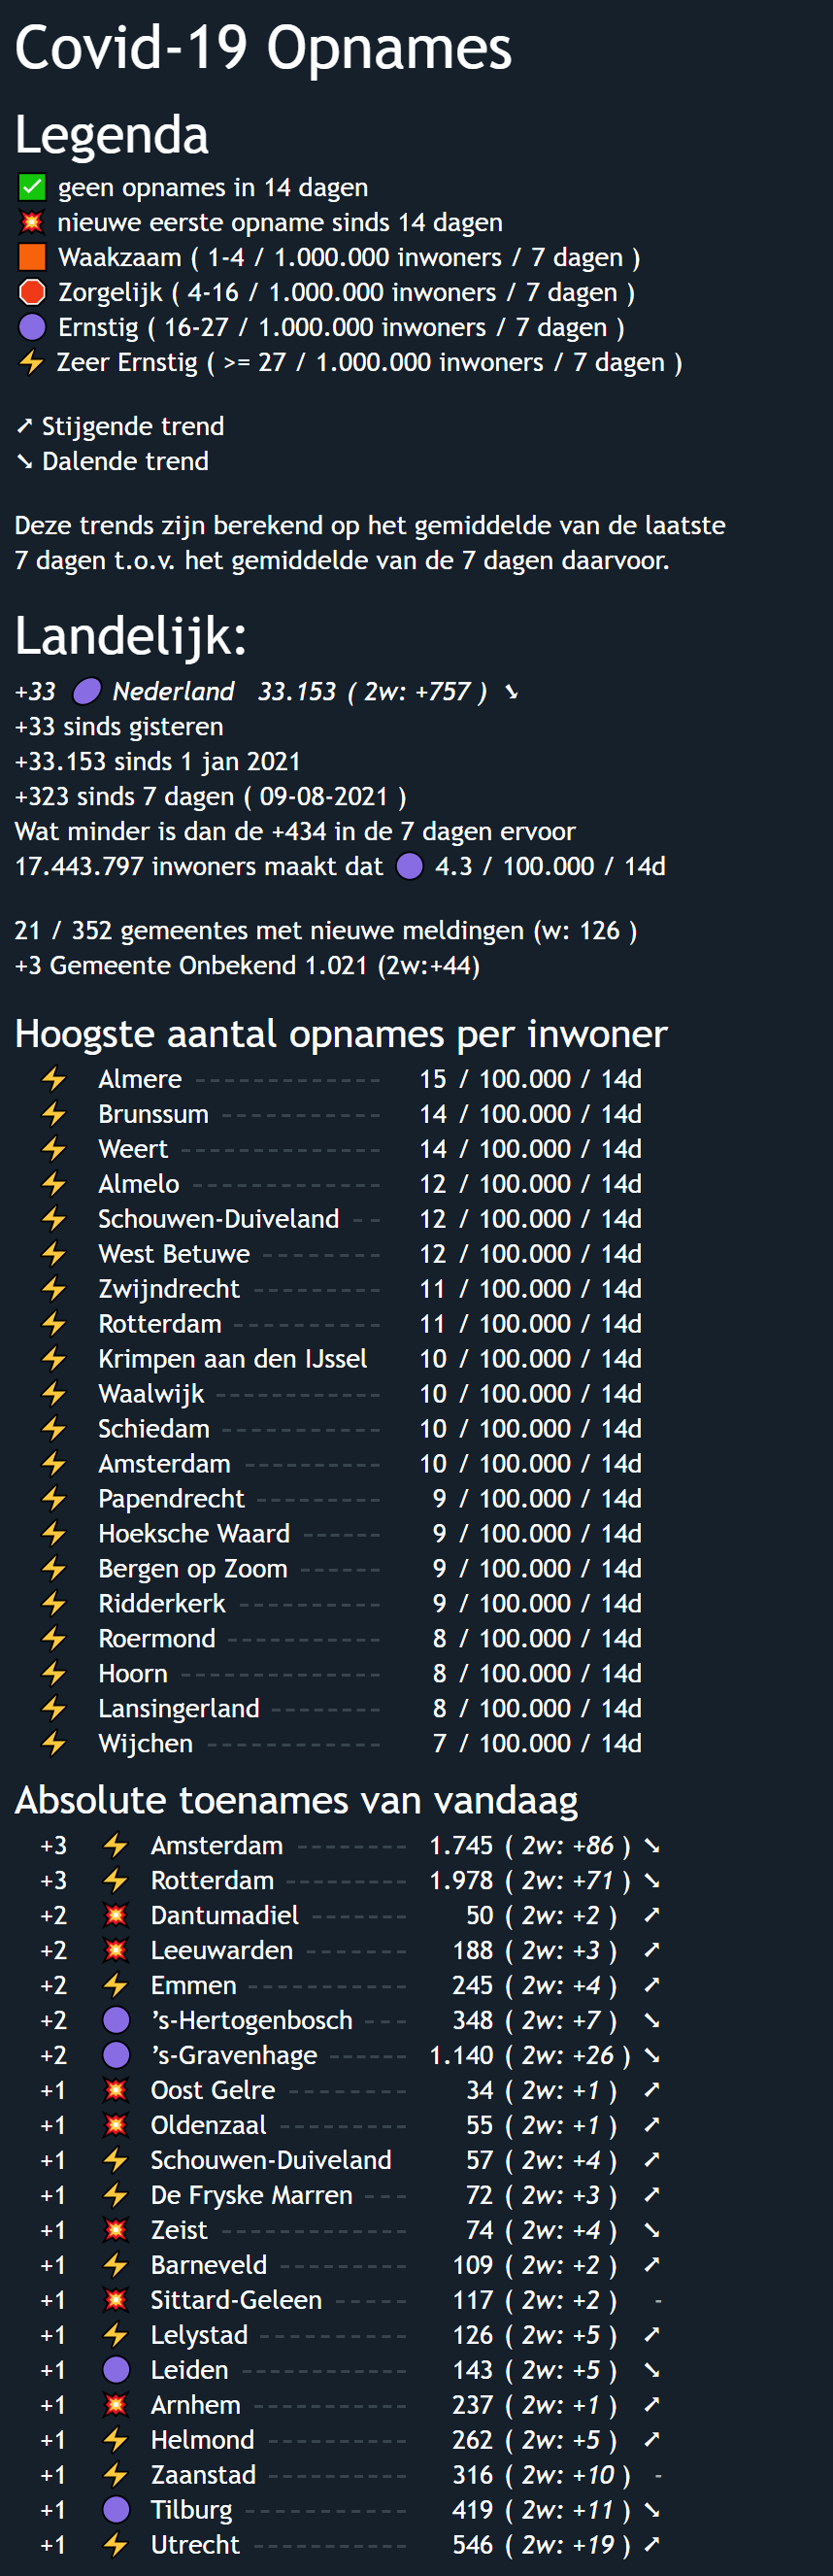 Covid-19 Opnames
Legenda
✅ geen opnames in 14 dagen
💥 nieuwe eerste opname sinds 14 dagen
🟧 Waakzaam ( 1-4 / 1.000.000 inwoners / 7 dagen )
🛑 Zorgelijk ( 4-16 / 1.000.000 inwoners / 7 dagen )
🟣 Ernstig ( 16-27 / 1.000.000 inwoners / 7 dagen )
⚡ Zeer Ernstig ( >= 27 / 1.000.000 inwoners / 7 dagen )
➚ Stijgende trend
➘ Dalende trend
Deze trends zijn berekend op het gemiddelde van de laatste
7 dagen t.o.v. het gemiddelde van de 7 dagen daarvoor.
Landelijk:
+33 🟣 Nederland 33.153 ( 2w: +757 ) ➘
+33 sinds gisteren
+33.153 sinds 1 jan 2021
+323 sinds 7 dagen ( 09-08-2021 )
Wat minder is dan de +434 in de 7 dagen ervoor
17.443.797 inwoners maakt dat 🟣 4.3 / 100.000 / 14d
21 / 352 gemeentes met nieuwe meldingen (w: 126 )
+3 Gemeente Onbekend 1.021 (2w:+44)
Hoogste aantal opnames per inwoner
⚡ Almere -------------- 15 / 100.000 / 14d
⚡ Brunssum ------------ 14 / 100.000 / 14d
⚡ Weert --------------- 14 / 100.000 / 14d
⚡ Almelo -------------- 12 / 100.000 / 14d
⚡ Schouwen-Duiveland -- 12 / 100.000 / 14d
⚡ West Betuwe --------- 12 / 100.000 / 14d
⚡ Zwijndrecht ---------- 11 / 100.000 / 14d
⚡ Rotterdam ----------- 11 / 100.000 / 14d
⚡ Krimpen aan den IJssel 10 / 100.000 / 14d
⚡ Waalwijk ------------- 10 / 100.000 / 14d
⚡ Schiedam ------------ 10 / 100.000 / 14d
⚡ Amsterdam ---------- 10 / 100.000 / 14d
⚡ Papendrecht --------- 9 / 100.000 / 14d
⚡ Hoeksche Waard ------ 9 / 100.000 / 14d
⚡ Bergen op Zoom ------ 9 / 100.000 / 14d
⚡ Ridderkerk ----------- 9 / 100.000 / 14d
⚡ Roermond ------------ 8 / 100.000 / 14d
⚡ Hoorn --------------- 8 / 100.000 / 14d
⚡ Lansingerland -------- 8 / 100.000 / 14d
⚡ Wijchen ------------- 7 / 100.000 / 14d
Absolute toenames van vandaag
+3 ⚡ Amsterdam -------- 1.745 ( 2w: +86 ) ➘
+3 ⚡ Rotterdam --------- 1.978 ( 2w: +71 ) ➘
+2 💥 Dantumadiel ------- 50 ( 2w: +2 ) ➚
+2 💥 Leeuwarden ------- 188 ( 2w: +3 ) ➚
+2 ⚡ Emmen ------------ 245 ( 2w: +4 ) ➚
+2 🟣 ’s-Hertogenbosch --- 348 ( 2w: +7 ) ➘
+2 🟣 ’s-Gravenhage ------ 1.140 ( 2w: +26 ) ➘
+1 💥 Oost Gelre --------- 34 ( 2w: +1 ) ➚
+1 💥 Oldenzaal ---------- 55 ( 2w: +1 ) ➚
+1 ⚡ Schouwen-Duiveland 57 ( 2w: +4 ) ➚
+1 ⚡ De Fryske Marren --- 72 ( 2w: +3 ) ➚
+1 💥 Zeist -------------- 74 ( 2w: +4 ) ➘
+1 ⚡ Barneveld ---------- 109 ( 2w: +2 ) ➚
+1 💥 Sittard-Geleen ----- 117 ( 2w: +2 ) -
+1 ⚡ Lelystad ----------- 126 ( 2w: +5 ) ➚
+1 🟣 Leiden ------------ 143 ( 2w: +5 ) ➘
+1 💥 Arnhem ----------- 237 ( 2w: +1 ) ➚
+1 ⚡ Helmond ---------- 262 ( 2w: +5 ) ➚
+1 ⚡ Zaanstad ---------- 316 ( 2w: +10 ) -
+1 🟣 Tilburg ------------ 419 ( 2w: +11 ) ➘
+1 ⚡ Utrecht ------------ 546 ( 2w: +19 ) ➚